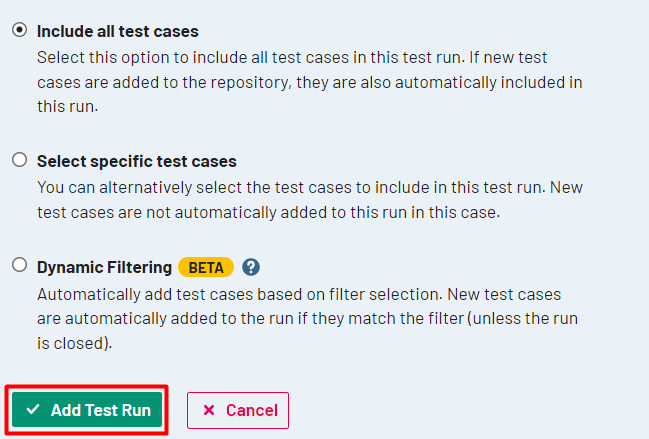 Include all test cases
Select this option to include all test cases in this test run. If new test
cases are added to the repository, they are also automatically included in
this run.
Select specific test cases
You can alternatively select the test cases to include in this test run. New
test cases are not automatically added to this run in this case.
Dynamic Filtering BETA ?
Automatically add test cases based on filter selection. New test cases
are automatically added to the run if they match the filter (unless the run
is closed).
Add Test Run Cancel